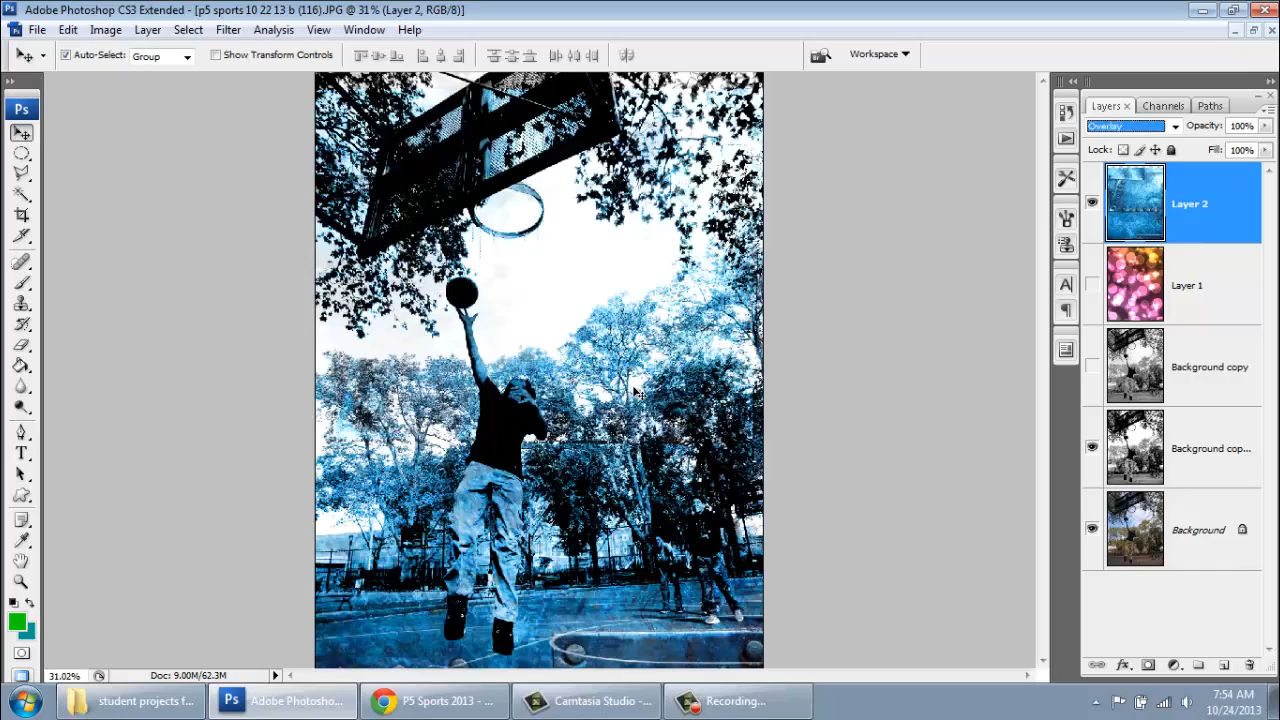 Adobe Photoshop CS3 Extended - [p5 sports 10 22 13 b (116).JPG @ 31% (Layer 2, RGB/8)]
File Edit Image Layer Select Filter Analysis View Window Help
Auto-Select: Group Show Transform Controls Workspace
Ps
Layers × Channels Paths
Overlay Opacity: 100%
Lock: Fill: 100%
Layer 2
Layer 1
Background copy
Background cop...
Background
31.02% Doc: 9.00M/62.3M
student projects f... Adobe Photosho... P5 Sports 2013 - ... Camtasia Studio -... Recording...
7:54 AM
10/24/2013